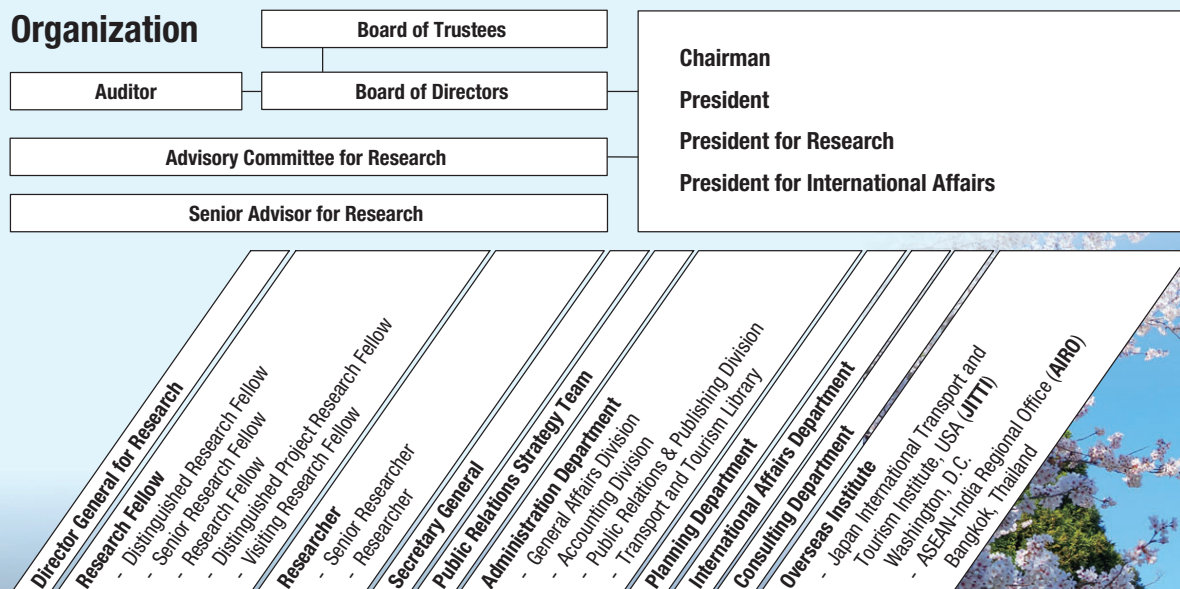 Organization
Board of Trustees
Auditor
Board of Directors
Advisory Committee for Research
Senior Advisor for Research
Chairman
President
President for Research
President for International Affairs
Director General for Research
Research Fellow
- Distinguished Research Fellow
- Senior Research Fellow
- Research Fellow
- Distinguished Project Research Fellow
- Visiting Research Fellow
Researcher
- Senior Researcher
- Researcher
Secretary General
Public Relations Strategy Team
Administration Department
- General Affairs Division
- Accounting Division
- Public Relations & Publishing Division
- Transport and Tourism Library
Planning Department
International Affairs Department
Consulting Department
Overseas Institute
- Japan International Transport and
Tourism Institute, USA (JITTI)
Washington, D.C.
- ASEAN-India Regional Office (AIRO)
Bangkok, Thailand